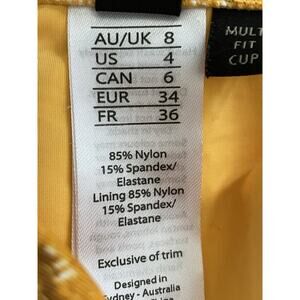 AU/UK 8
US 4
CAN 6
EUR 34
FR 36
85% Nylon
15% Spandex/
Elastane
Lining 85% Nylon
15% Spandex/
Elastane
Exclusive of trim
Designed in
Sydney - Australia
MULT
FIT
CUP